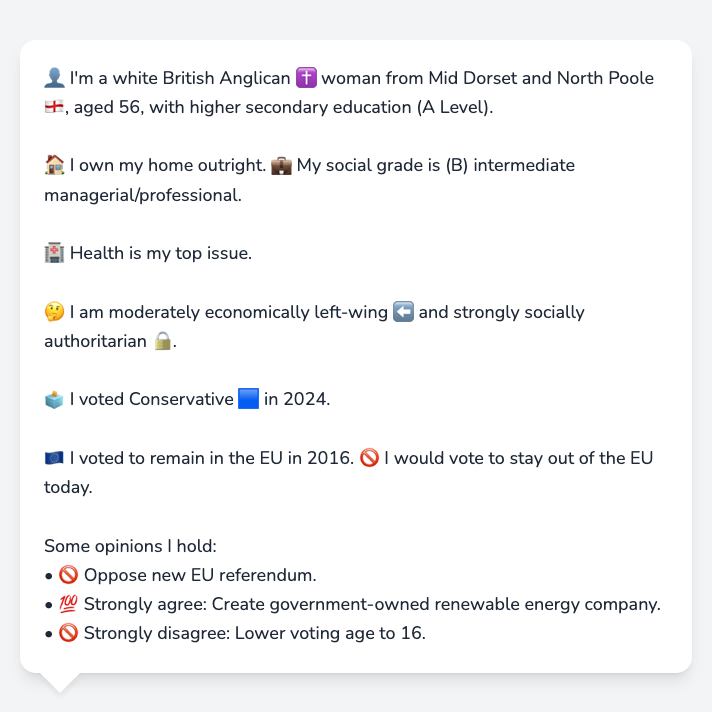 👤 I'm a white British Anglican ✝️ woman from Mid Dorset and North Poole
🏴󠁧󠁢󠁥󠁮󠁧󠁿, aged 56, with higher secondary education (A Level).
🏠 I own my home outright. 💼 My social grade is (B) intermediate
managerial/professional.
🏥 Health is my top issue.
🤔 I am moderately economically left-wing ⬅️ and strongly socially
authoritarian 🔒.
🗳️ I voted Conservative 🟦 in 2024.
🇪🇺 I voted to remain in the EU in 2016. 🚫 I would vote to stay out of the EU
today.
Some opinions I hold:
• 🚫 Oppose new EU referendum.
• 💯 Strongly agree: Create government-owned renewable energy company.
• 🚫 Strongly disagree: Lower voting age to 16.